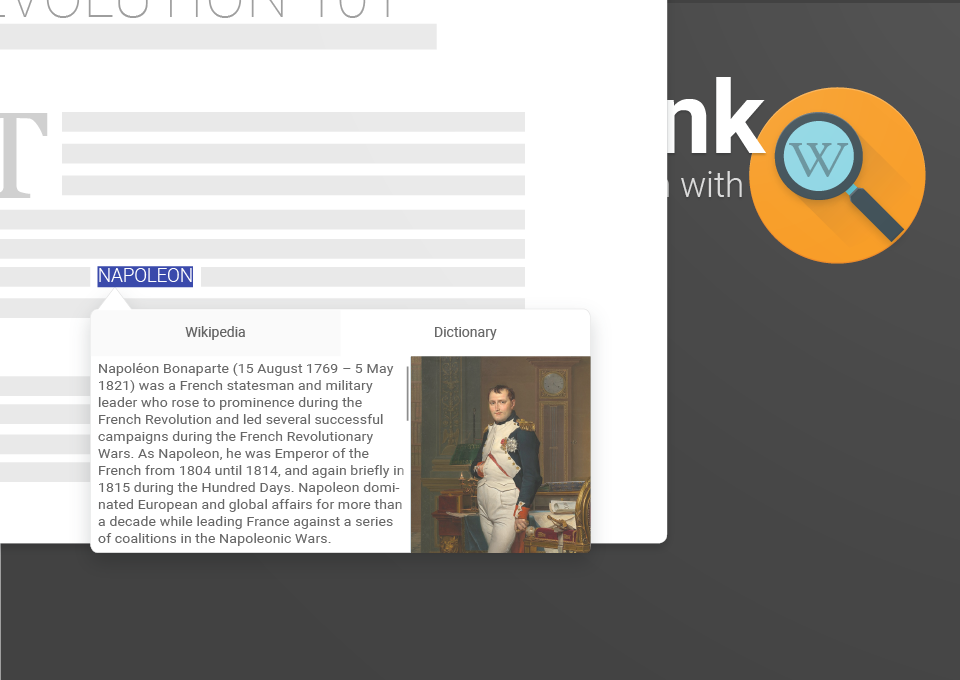 EVOLUTION 101
nk
with
W
T
NAPOLEON
Wikipedia
Dictionary
Napoléon Bonaparte (15 August 1769 – 5 May
1821) was a French statesman and military
leader who rose to prominence during the
French Revolution and led several successful
campaigns during the French Revolutionary
Wars. As Napoleon, he was Emperor of the
French from 1804 until 1814, and again briefly in
1815 during the Hundred Days. Napoleon domi-
nated European and global affairs for more than
a decade while leading France against a series
of coalitions in the Napoleonic Wars.